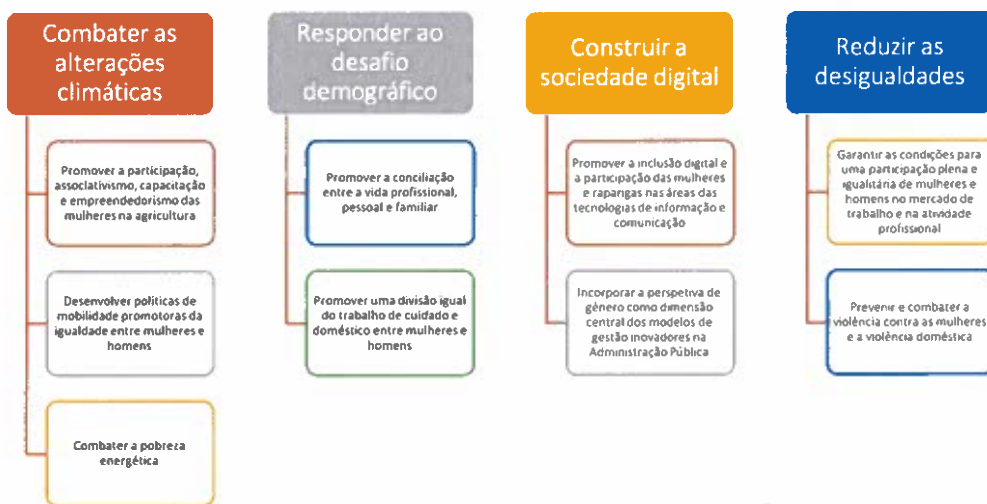 Combater as
alterações
climáticas
Promover a participação,
associativismo, capacitação
e empreendedorismo das
mulheres na agricultura
Desenvolver políticas de
mobilidade promotoras da
igualdade entre mulheres e
homens
Combater a pobreza
energética
Responder ao
desafio
demográfico
Promover a conciliação
entre a vida profissional,
pessoal e familiar
Promover uma divisão igual
do trabalho de cuidado e
doméstico entre mulheres e
homens
Construir a
sociedade digital
Promover a inclusão digital e
a participação das mulheres
e rapangas nas áreas das
tecnologias de informação e
comunicação
Incorporar a perspetiva de
género como dimensão
central dos modelos de
gestão inovadores na
Administração Pública
Reduzir as
desigualdades
Garantir as condições para
uma participação plena e
igualitária de mulheres e
homens no mercado de
trabalho e na atividade
profissional
Prevenir e combater a
violência contra as mulheres
e a violência doméstica